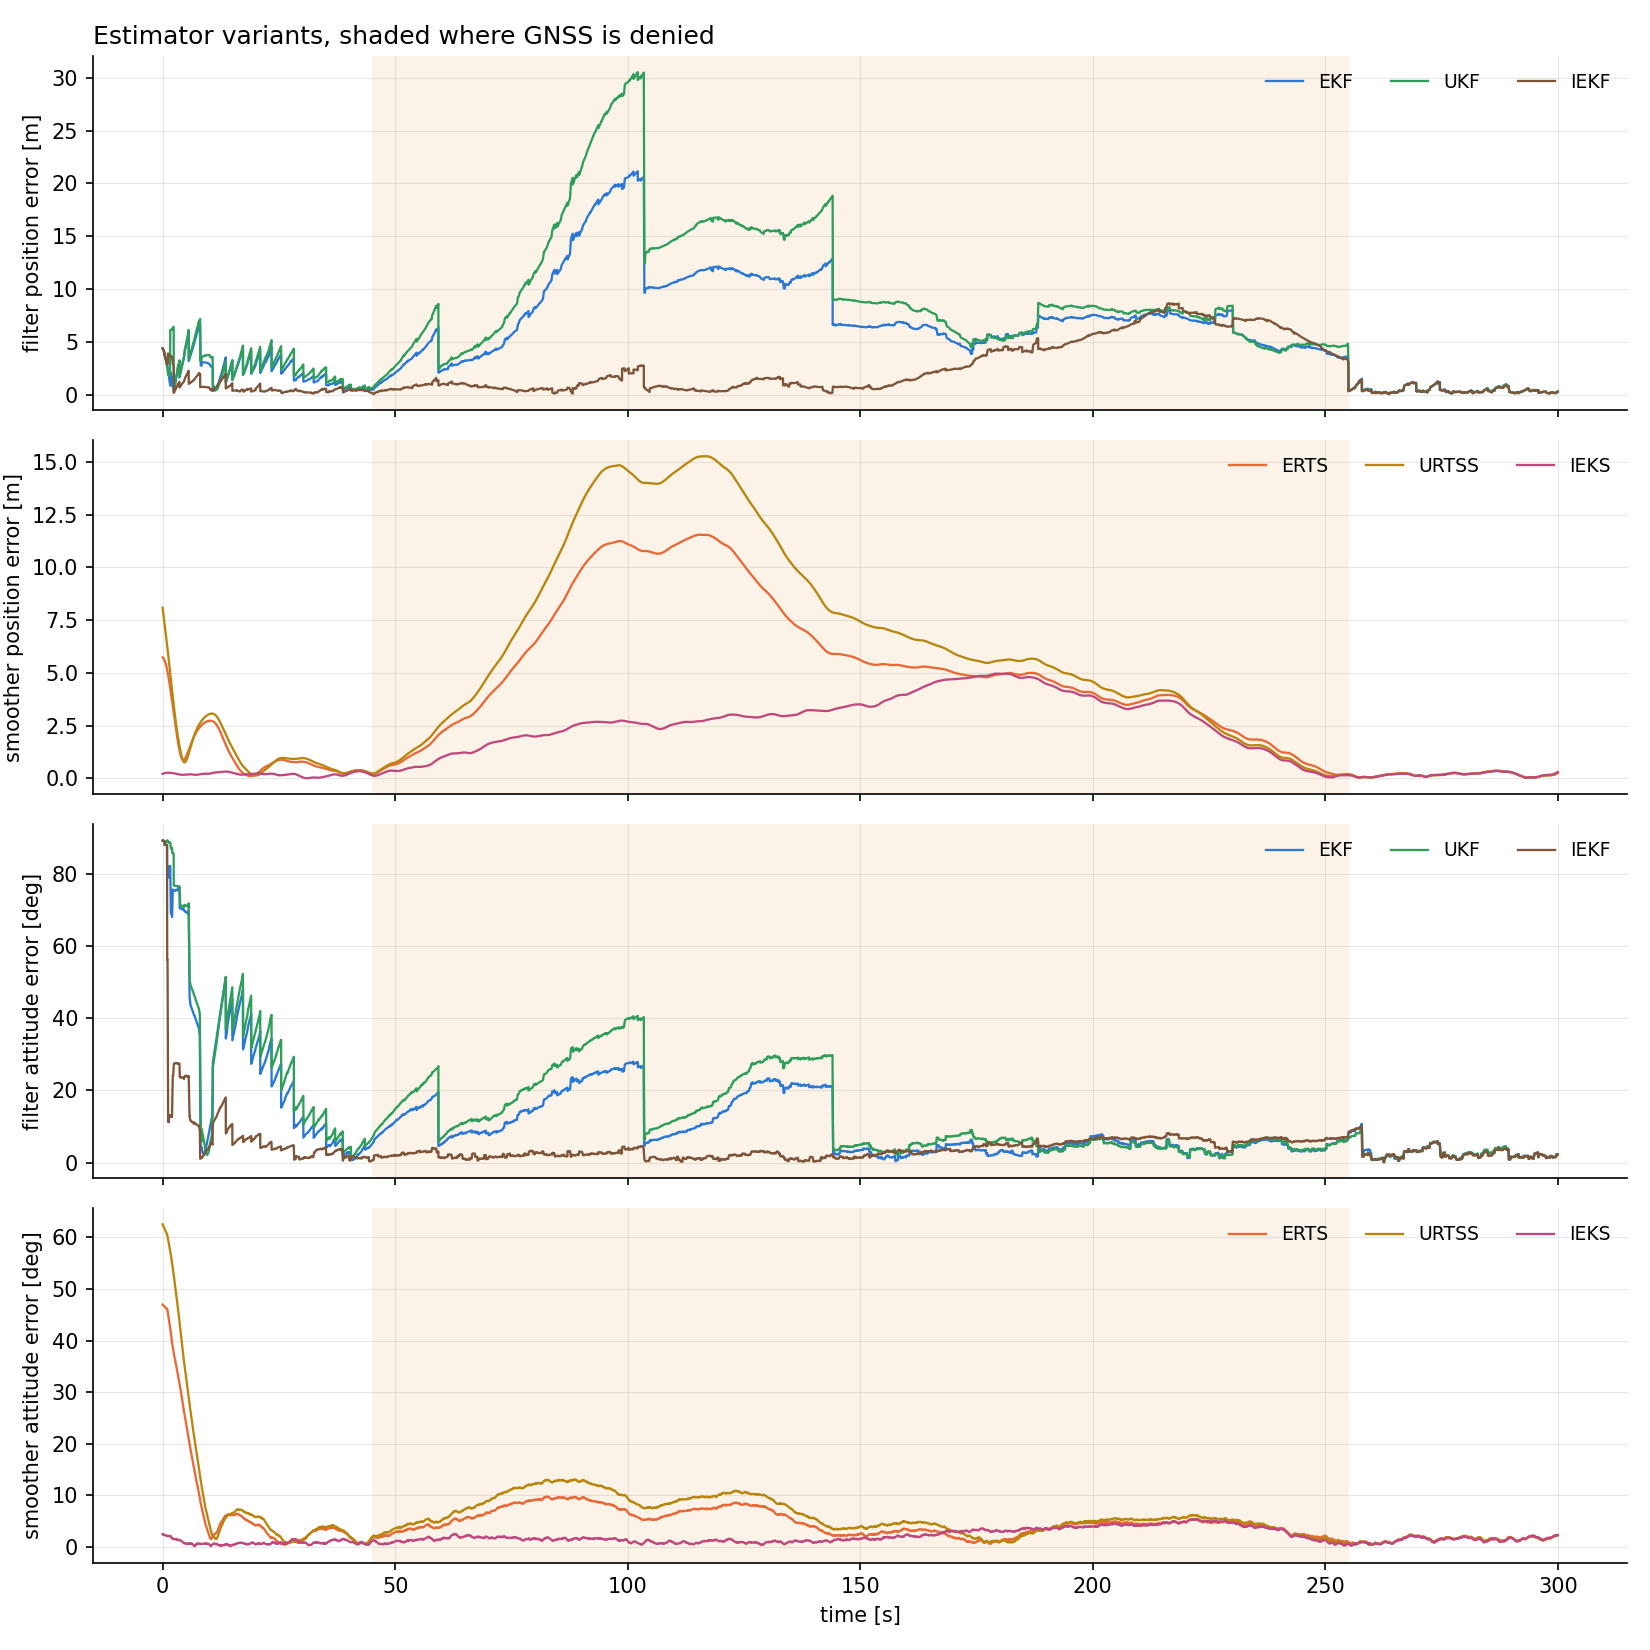 Estimator variants, shaded where GNSS is denied
filter position error [m]
30
25
20
15
10
5
0
EKF UKF IEKF
smoother position error [m]
15.0
12.5
10.0
7.5
5.0
2.5
0.0
ERTS URTSS IEKS
filter attitude error [deg]
80
60
40
20
0
EKF UKF IEKF
smoother attitude error [deg]
60
50
40
30
20
10
0
ERTS URTSS IEKS
0 50 100 150 200 250 300
time [s]